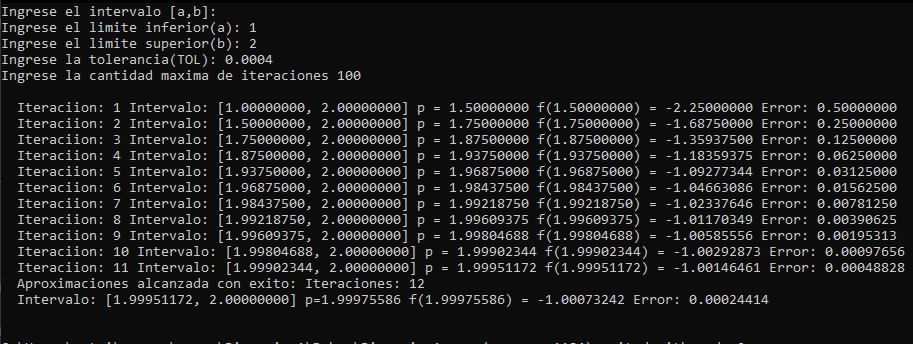 Ingrese el intervalo [a,b]:
Ingrese el limite inferior(a): 1
Ingrese el limite superior(b): 2
Ingrese la tolerancia(TOL): 0.0004
Ingrese la cantidad maxima de iteraciones 100
Iteraciion: 1 Intervalo: [1.00000000, 2.00000000] p = 1.50000000 f(1.50000000) = -2.25000000 Error: 0.50000000
Iteraciion: 2 Intervalo: [1.50000000, 2.00000000] p = 1.75000000 f(1.75000000) = -1.68750000 Error: 0.25000000
Iteraciion: 3 Intervalo: [1.75000000, 2.00000000] p = 1.87500000 f(1.87500000) = -1.35937500 Error: 0.12500000
Iteraciion: 4 Intervalo: [1.87500000, 2.00000000] p = 1.93750000 f(1.93750000) = -1.18359375 Error: 0.06250000
Iteraciion: 5 Intervalo: [1.93750000, 2.00000000] p = 1.96875000 f(1.96875000) = -1.09277344 Error: 0.03125000
Iteraciion: 6 Intervalo: [1.96875000, 2.00000000] p = 1.98437500 f(1.98437500) = -1.04663086 Error: 0.01562500
Iteraciion: 7 Intervalo: [1.98437500, 2.00000000] p = 1.99218750 f(1.99218750) = -1.02337646 Error: 0.00781250
Iteraciion: 8 Intervalo: [1.99218750, 2.00000000] p = 1.99609375 f(1.99609375) = -1.01170349 Error: 0.00390625
Iteraciion: 9 Intervalo: [1.99609375, 2.00000000] p = 1.99804688 f(1.99804688) = -1.00585556 Error: 0.00195313
Iteraciion: 10 Intervalo: [1.99804688, 2.00000000] p = 1.99902344 f(1.99902344) = -1.00292873 Error: 0.00097656
Iteraciion: 11 Intervalo: [1.99902344, 2.00000000] p = 1.99951172 f(1.99951172) = -1.00146461 Error: 0.00048828
Aproximaciones alcanzada con exito: Iteraciones: 12
Intervalo: [1.99951172, 2.00000000] p=1.99975586 f(1.99975586) = -1.00073242 Error: 0.00024414